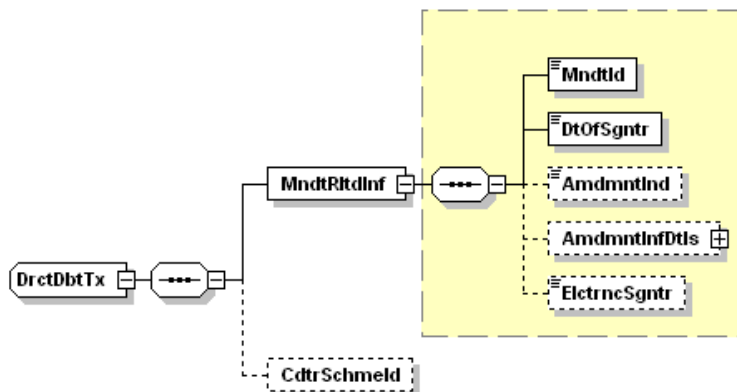 MndtId
DtOfSgntr
MndtRltdInf
AmdmntInd
AmdmntInfDtls
DrctDbtTx
ElctrncSgntr
CdtrSchmeId